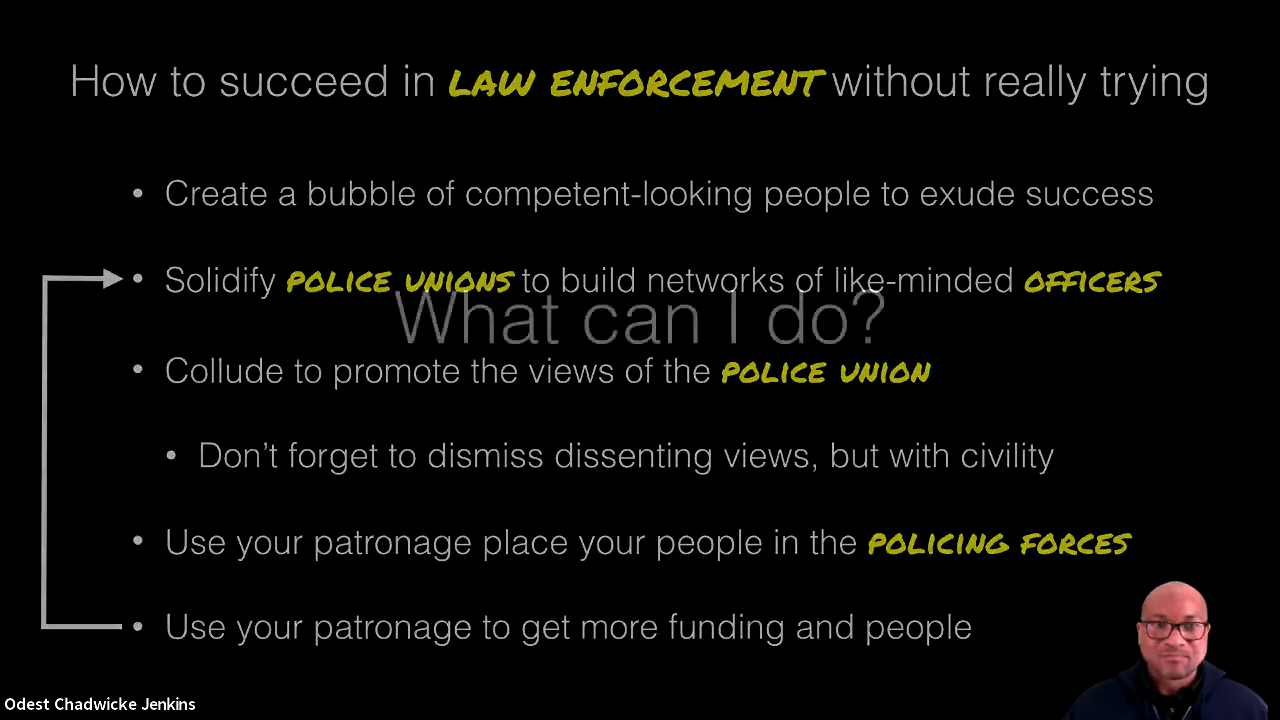 How to succeed in LAW ENFORCEMENT without really trying
• Create a bubble of competent-looking people to exude success
• Solidify POLICE UNIONS to build networks of like-minded OFFICERS
What can I do?
• Collude to promote the views of the POLICE UNION
• Don’t forget to dismiss dissenting views, but with civility
• Use your patronage place your people in the POLICING FORCES
• Use your patronage to get more funding and people
Odest Chadwicke Jenkins